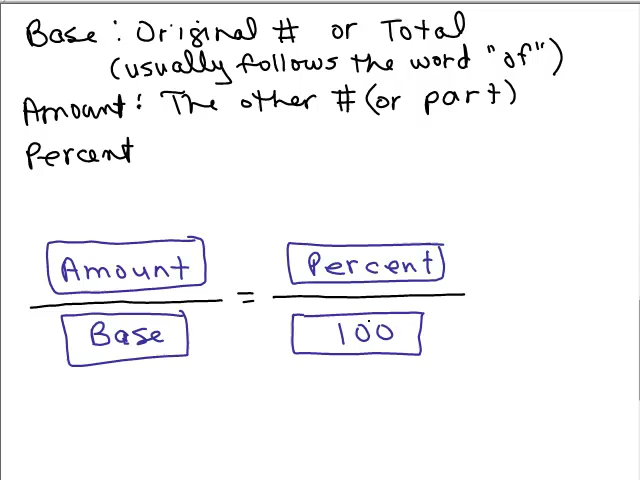 Base: Original # or Total
(usually follows the word "of")
Amount: The other # (or part)
Percent
Amount = Percent
Base 100